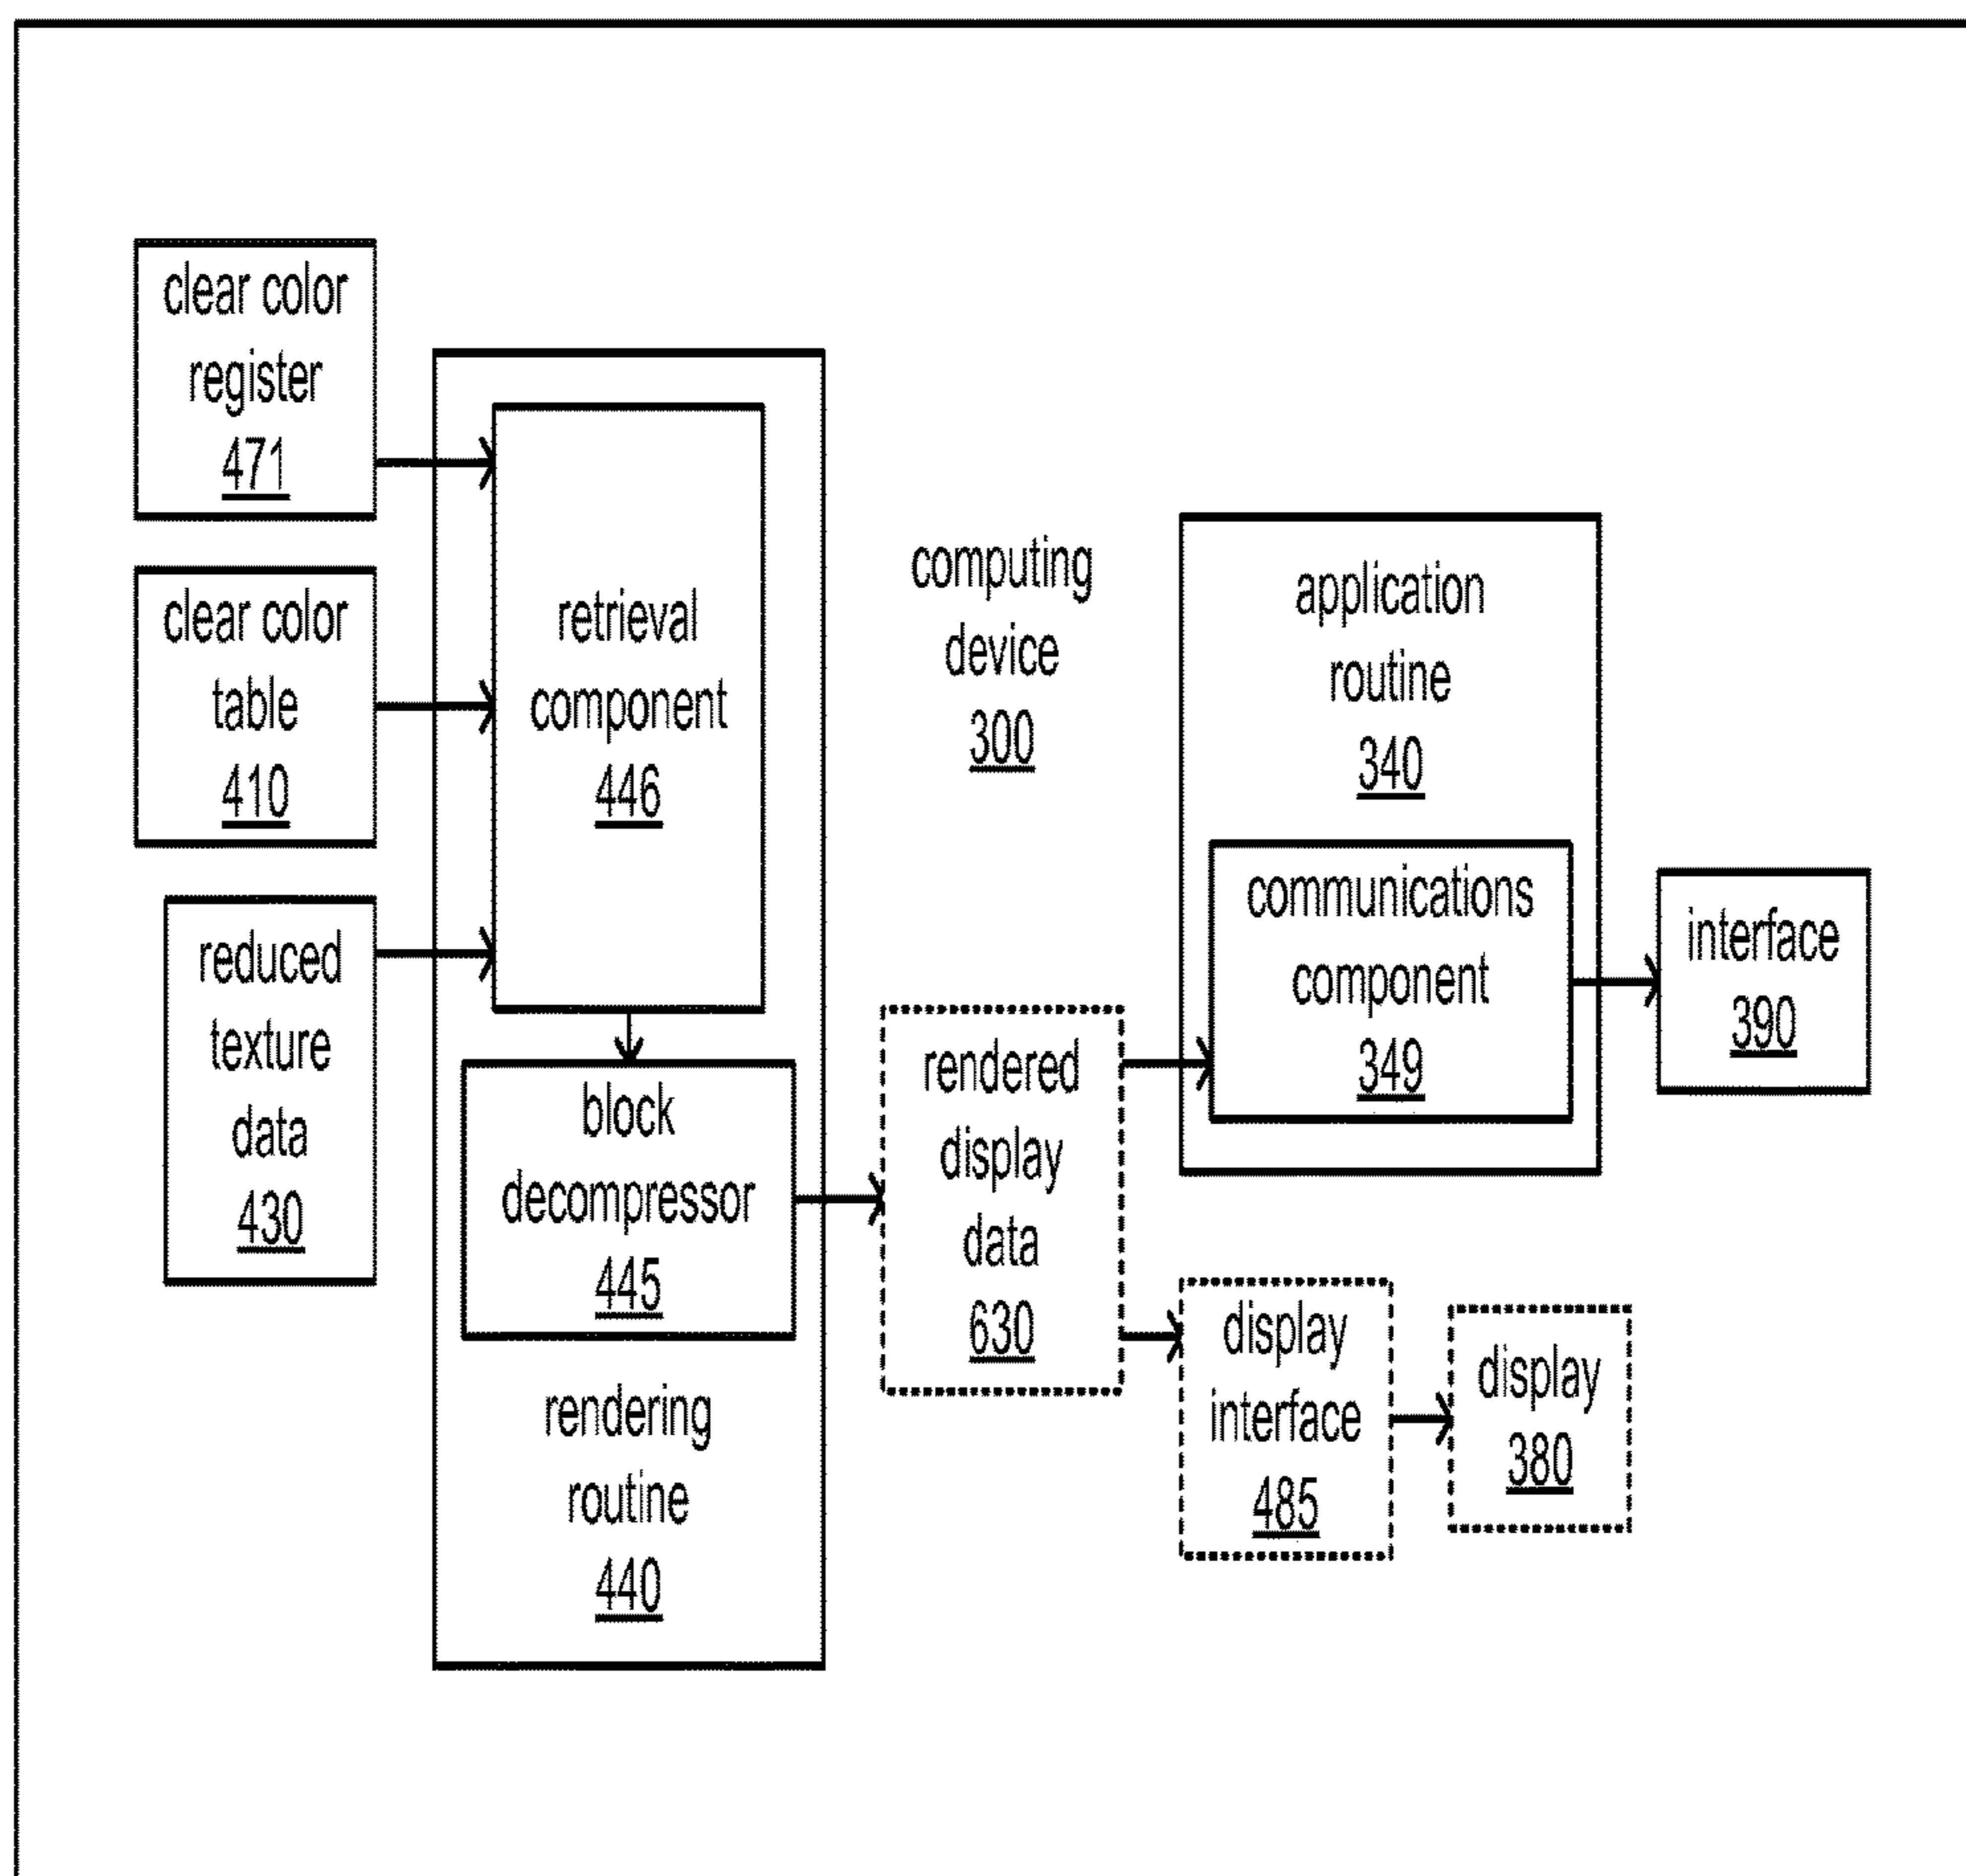 clear color
register
471
clear color
table
410
reduced
texture
data
430
retrieval
component
446
block
decompressor
445
rendering
routine
440
computing
device
300
rendered
display
data
630
application
routine
340
communications
component
349
interface
390
display
interface
485
display
380